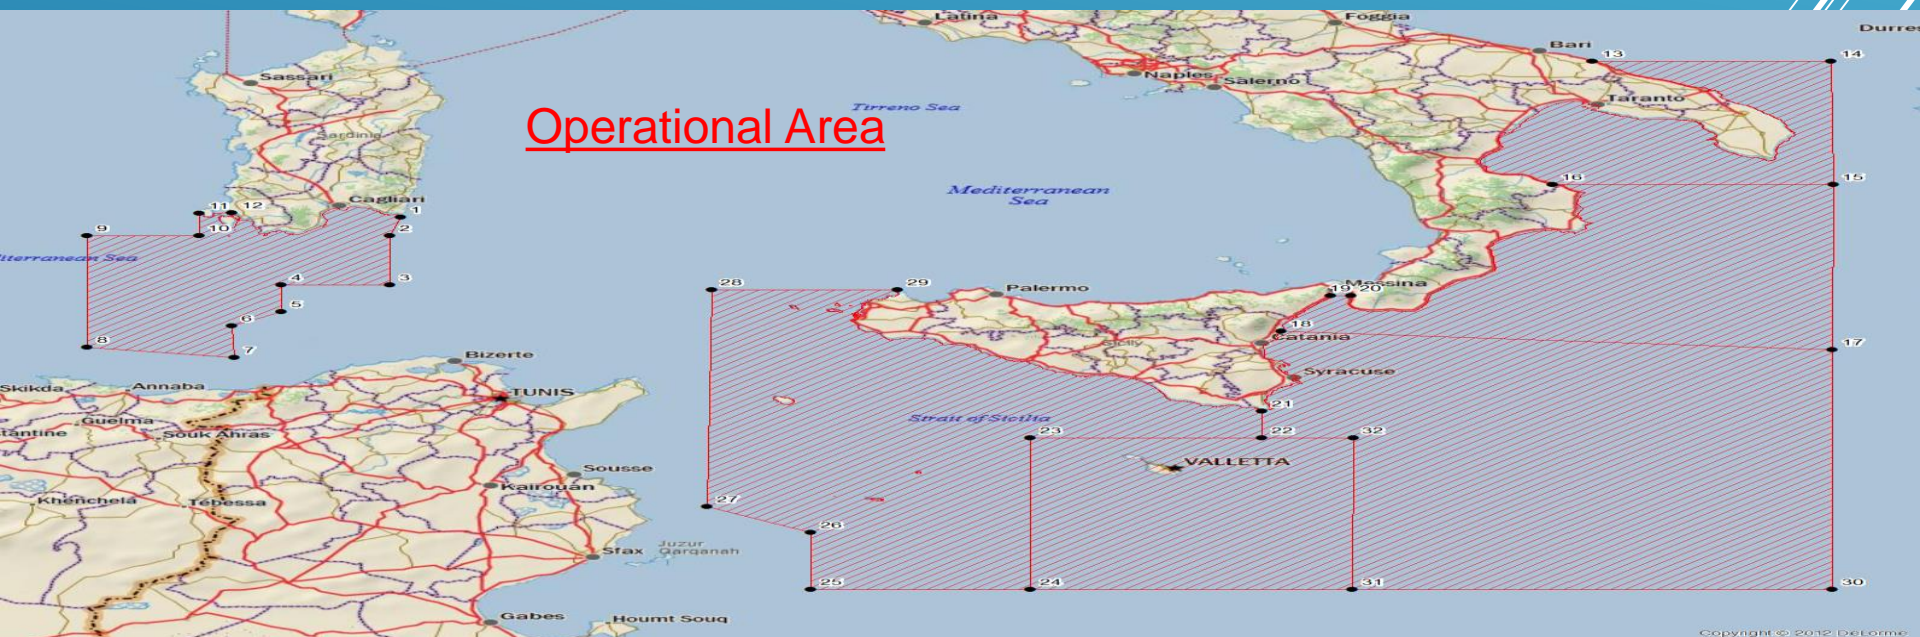 Latina
Foggia
Durres
Bari
13
14
Sassari
Naples
Salerno
Operational Area
Tirreno Sea
Taranto
Sardinia
Mediterranean
Sea
16
15
Cagliari
11
12
1
9
10
2
iterranean Sea
4
3
28
29
Palermo
Messina
19
20
5
6
18
Catania
17
8
7
Bizerte
Sicily
Skikda
Annaba
TUNIS
Syracuse
Guelma
Strait of Sicilia
21
tantine
Souk Ahras
23
22
32
VALLETTA
Sousse
Khenchela
Tebessa
Kairouan
27
26
Sfax
Juzur
Qarqanah
25
24
31
30
Gabes
Houmt Souq
Copyright © 2012 DeLorme